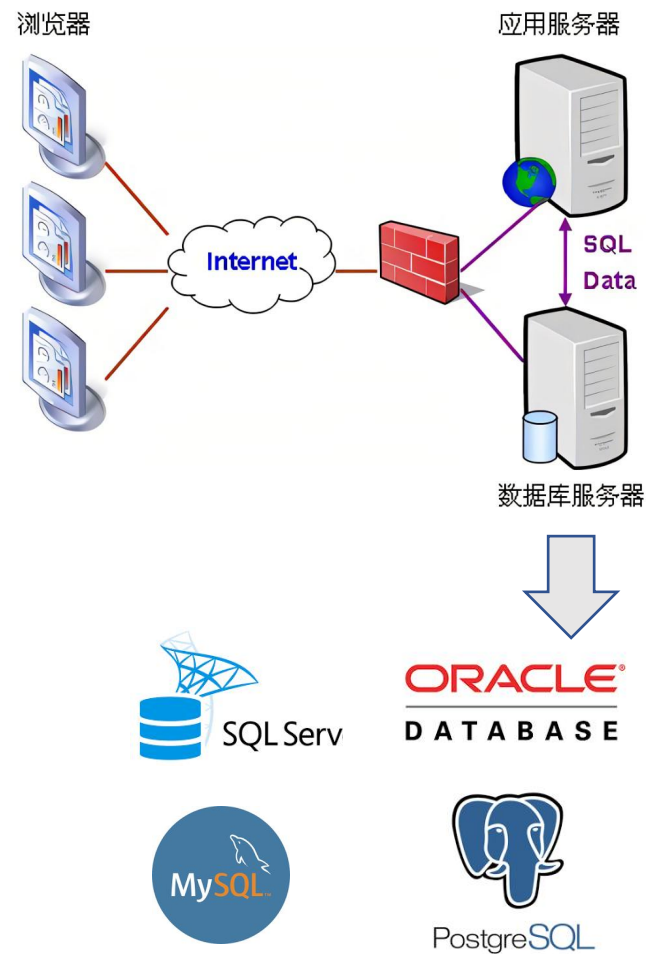 浏览器
应用服务器
Internet
SQL
Data
数据库服务器
SQL Serv
ORACLE®
DATABASE
MySQL™
PostgreSQL